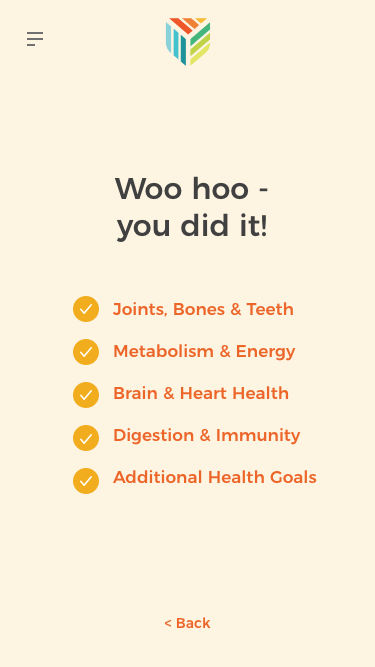 Woo hoo -
you did it!
Joints, Bones & Teeth
Metabolism & Energy
Brain & Heart Health
Digestion & Immunity
Additional Health Goals
< Back